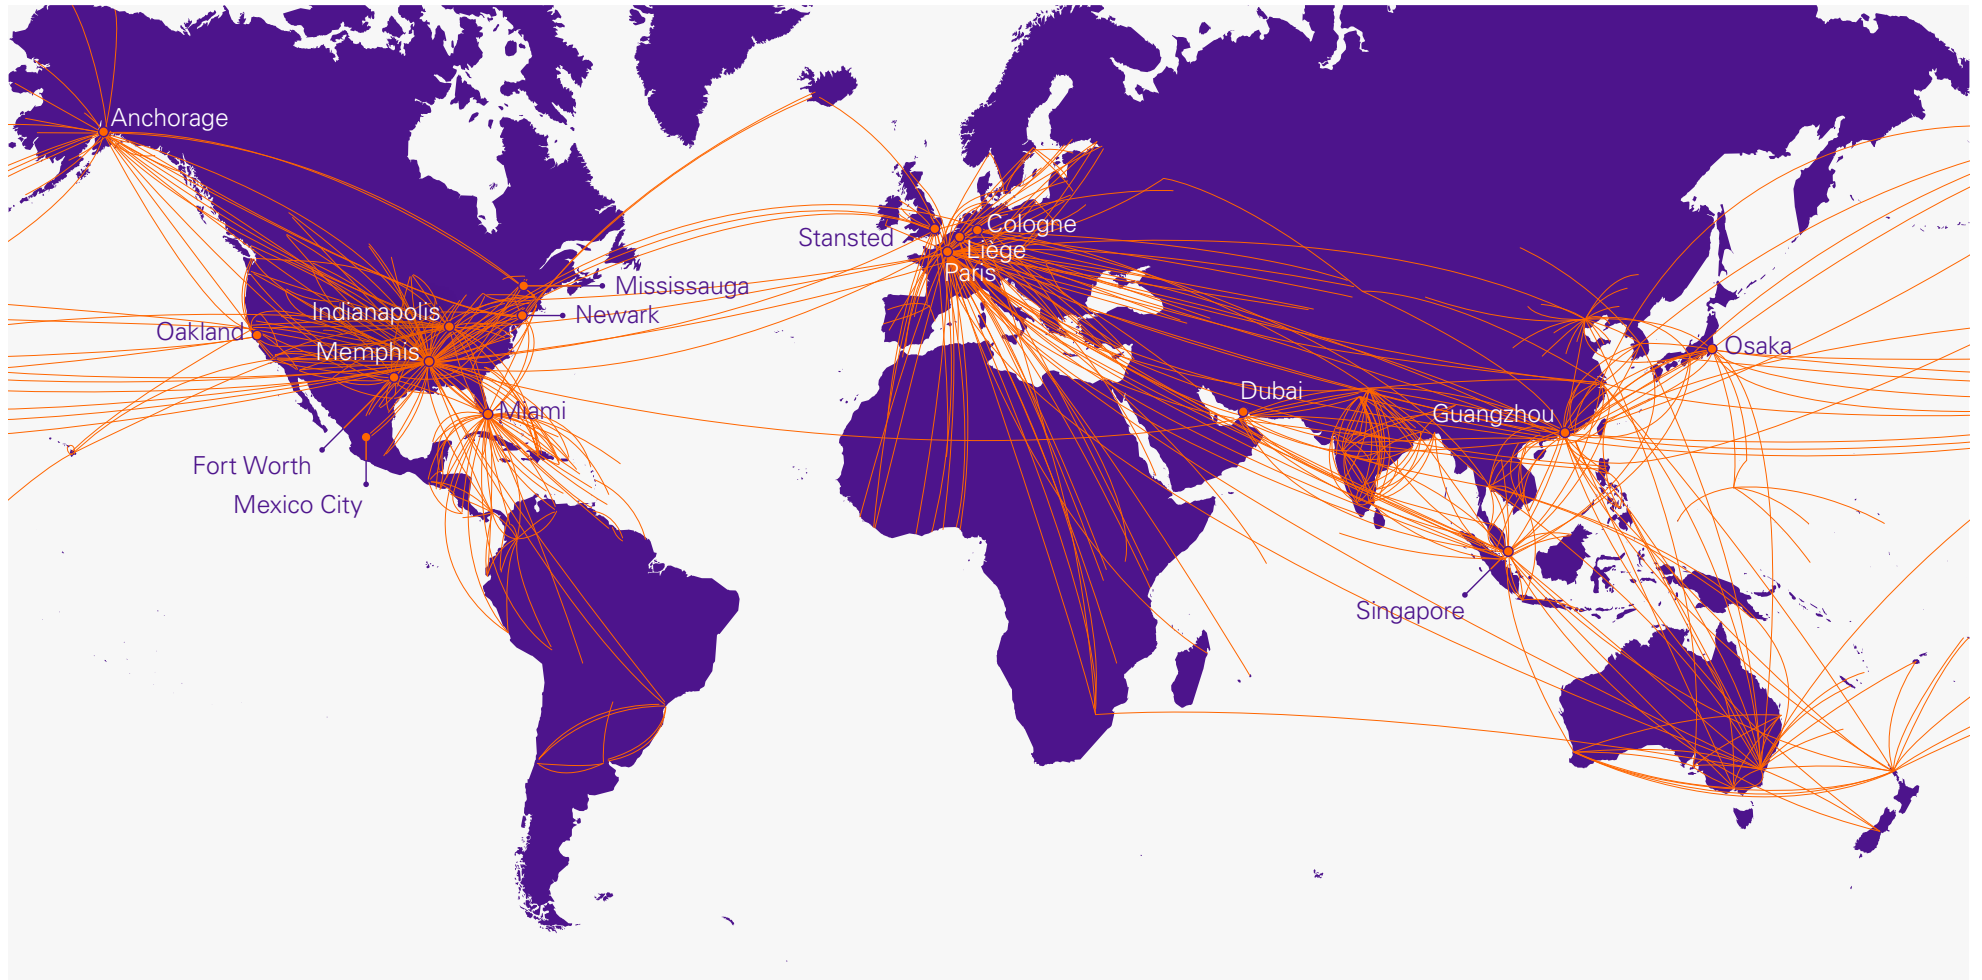 Anchorage
Stansted
Cologne
Liège
Paris
Mississauga
Newark
Indianapolis
Oakland
Memphis
Osaka
Miami
Dubai
Guangzhou
Fort Worth
Mexico City
Singapore